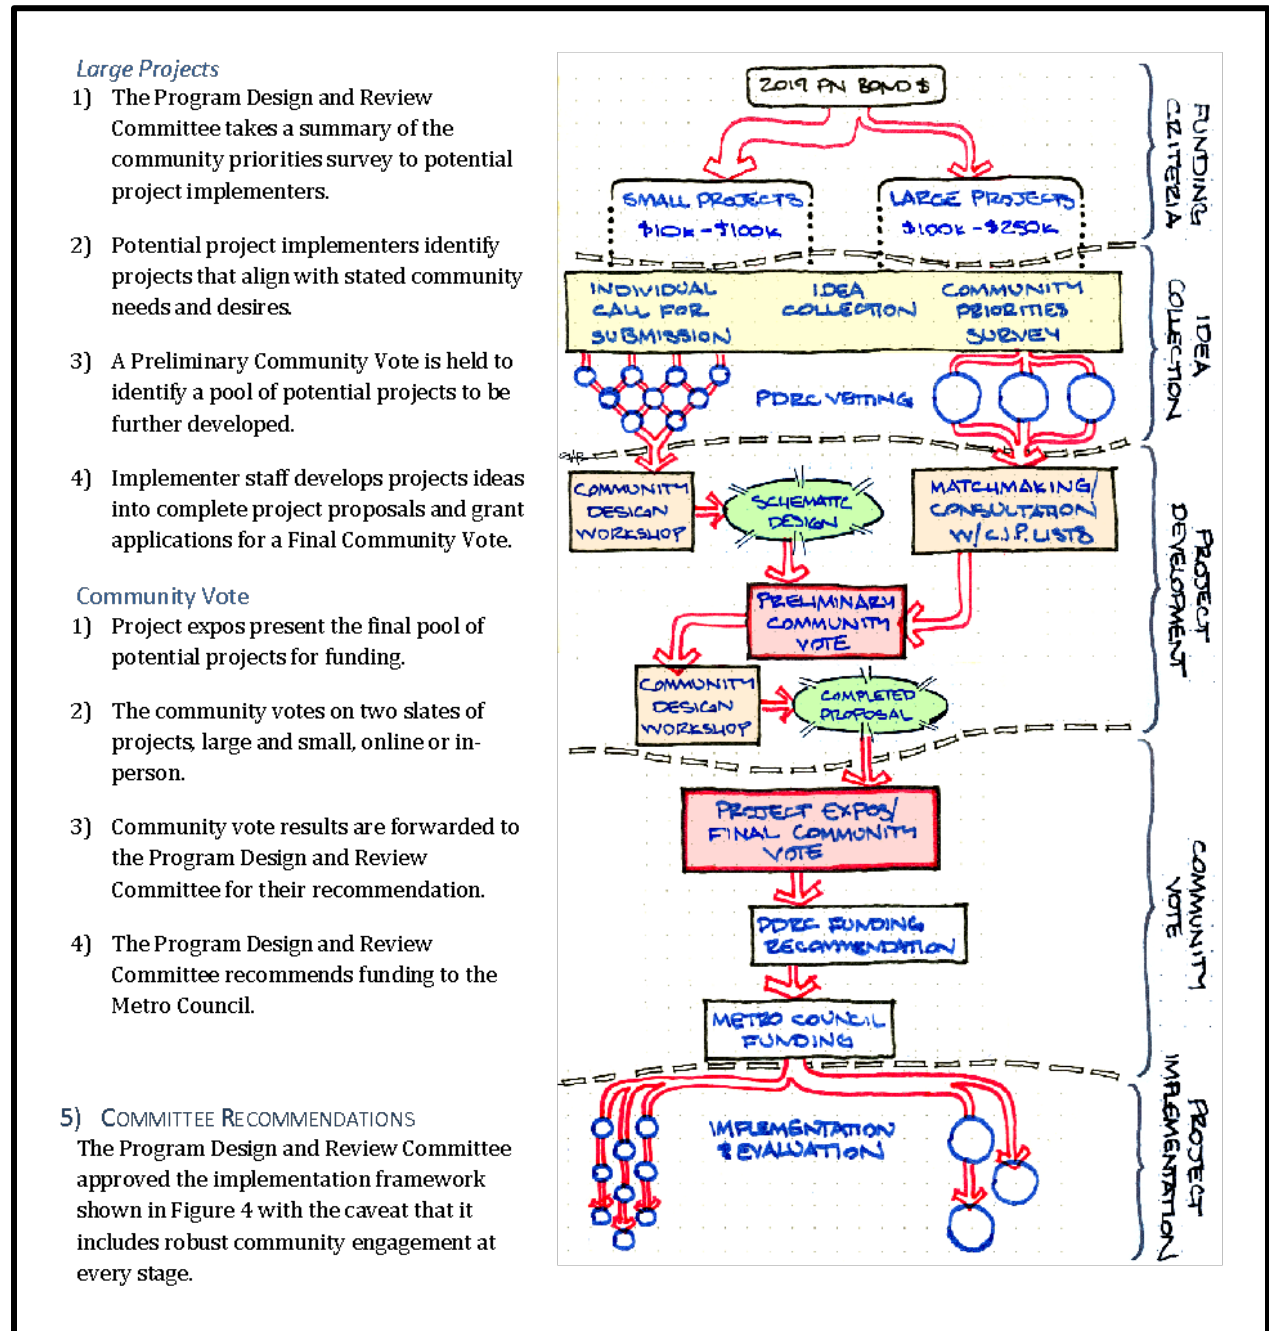 Large Projects
1) The Program Design and Review
Committee takes a summary of the
community priorities survey to potential
project implementers.
2) Potential project implementers identify
projects that align with stated community
needs and desires.
3) A Preliminary Community Vote is held to
identify a pool of potential projects to be
further developed.
4) Implementer staff develops projects ideas
into complete project proposals and grant
applications for a Final Community Vote.
Community Vote
1) Project expos present the final pool of
potential projects for funding.
2) The community votes on two slates of
projects, large and small, online or in-
person.
3) Community vote results are forwarded to
the Program Design and Review
Committee for their recommendation.
4) The Program Design and Review
Committee recommends funding to the
Metro Council.
5) COMMITTEE RECOMMENDATIONS
The Program Design and Review Committee
approved the implementation framework
shown in Figure 4 with the caveat that it
includes robust community engagement at
every stage.
2019 PN BOND $
SMALL PROJECTS
$10K-$100K
LARGE PROJECTS
$100K-$250K
FUNDING
CRITERIA
INDIVIDUAL
CALL FOR
SUBMISSION
IDEA
COLLECTION
COMMUNITY
PRIORITIES
SURVEY
PDRC VETTING
IDEA
COLLECTION
COMMUNITY
DESIGN
WORKSHOP
SCHEMATIC
DESIGN
MATCHMAKING/
CONSULTATION
W/ C.I.P. LISTS
PRELIMINARY
COMMUNITY
VOTE
COMMUNITY
DESIGN
WORKSHOP
COMPLETED
PROPOSAL
PROJECT
DEVELOPMENT
PROJECT EXPOS/
FINAL COMMUNITY
VOTE
PDRC FUNDING
RECOMMENDATION
METRO COUNCIL
FUNDING
COMMUNITY
VOTE
IMPLEMENTATION
& EVALUATION
PROJECT
IMPLEMENTATION